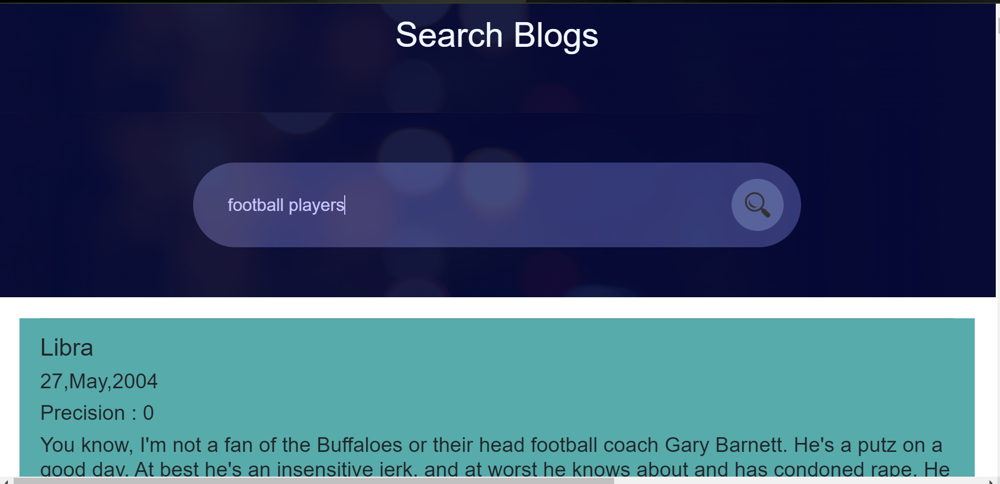 Search Blogs
football players
Libra
27,May,2004
Precision : 0
You know, I'm not a fan of the Buffaloes or their head football coach Gary Barnett. He's a putz on a
good day. At best he's an insensitive jerk, and at worst he knows about and has condoned rape. He